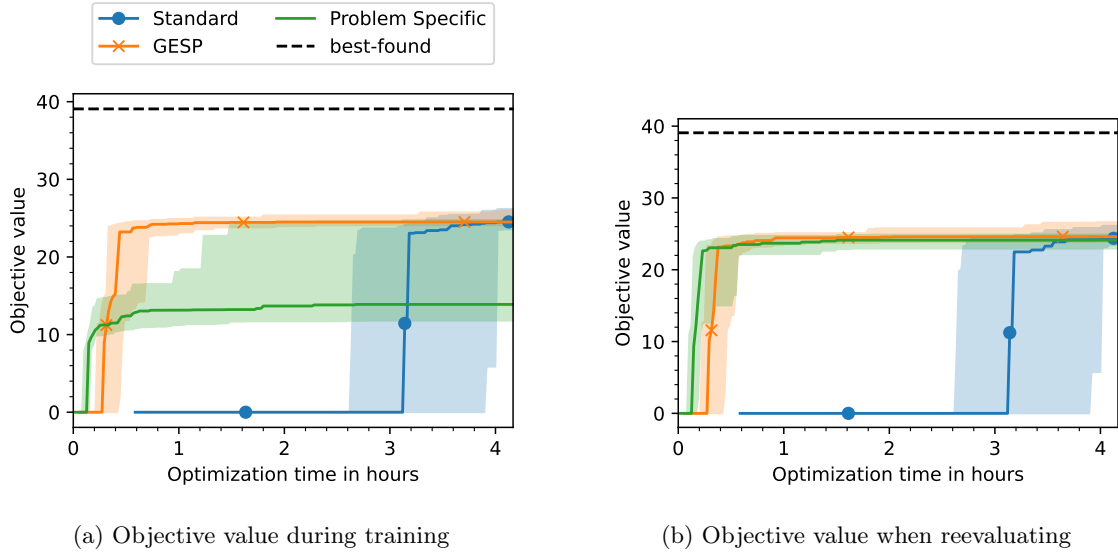 Standard
GESP
Problem Specific
best-found
40
30
20
10
0
Objective value
0 1 2 3 4
Optimization time in hours
(a) Objective value during training
40
30
20
10
0
Objective value
0 1 2 3 4
Optimization time in hours
(b) Objective value when reevaluating